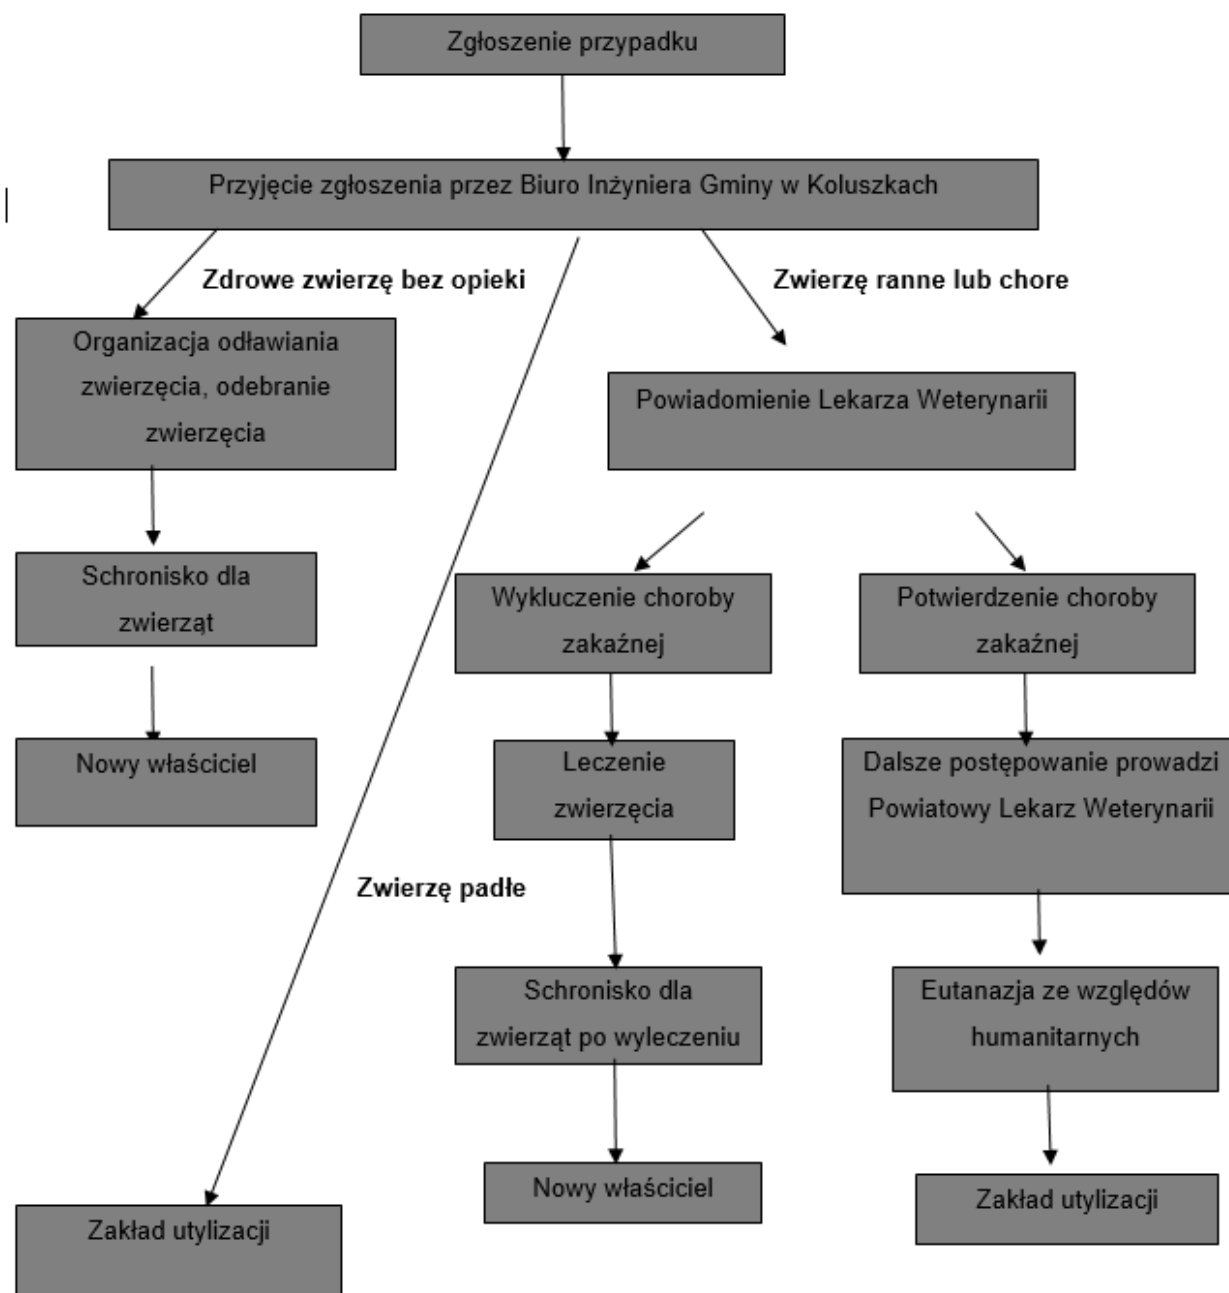 Zgłoszenie przypadku
Przyjęcie zgłoszenia przez Biuro Inżyniera Gminy w Koluszkach
Zdrowe zwierzę bez opieki
Zwierzę ranne lub chore
Organizacja odławiania
zwierzęcia, odebranie
zwierzęcia
Powiadomienie Lekarza Weterynarii
Schronisko dla
zwierząt
Wykluczenie choroby
zakaźnej
Potwierdzenie choroby
zakaźnej
Nowy właściciel
Leczenie
zwierzęcia
Dalsze postępowanie prowadzi
Powiatowy Lekarz Weterynarii
Zwierzę padłe
Schronisko dla
zwierząt po wyleczeniu
Eutanazja ze względów
humanitarnych
Nowy właściciel
Zakład utylizacji
Zakład utylizacji